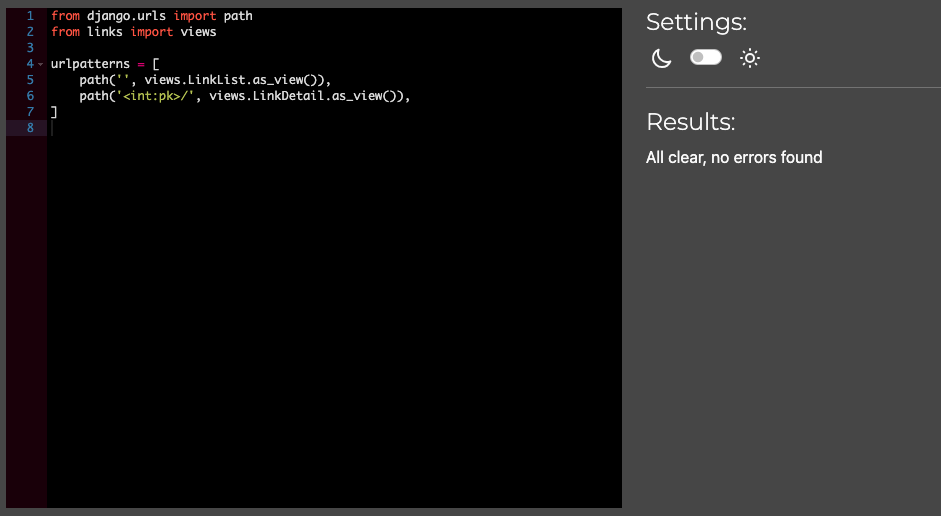 1 from django.urls import path
2 from links import views
3
4 urlpatterns = [
5     path('', views.LinkList.as_view()),
6     path('<int:pk>/', views.LinkDetail.as_view()),
7 ]
8
Settings:
Results:
All clear, no errors found